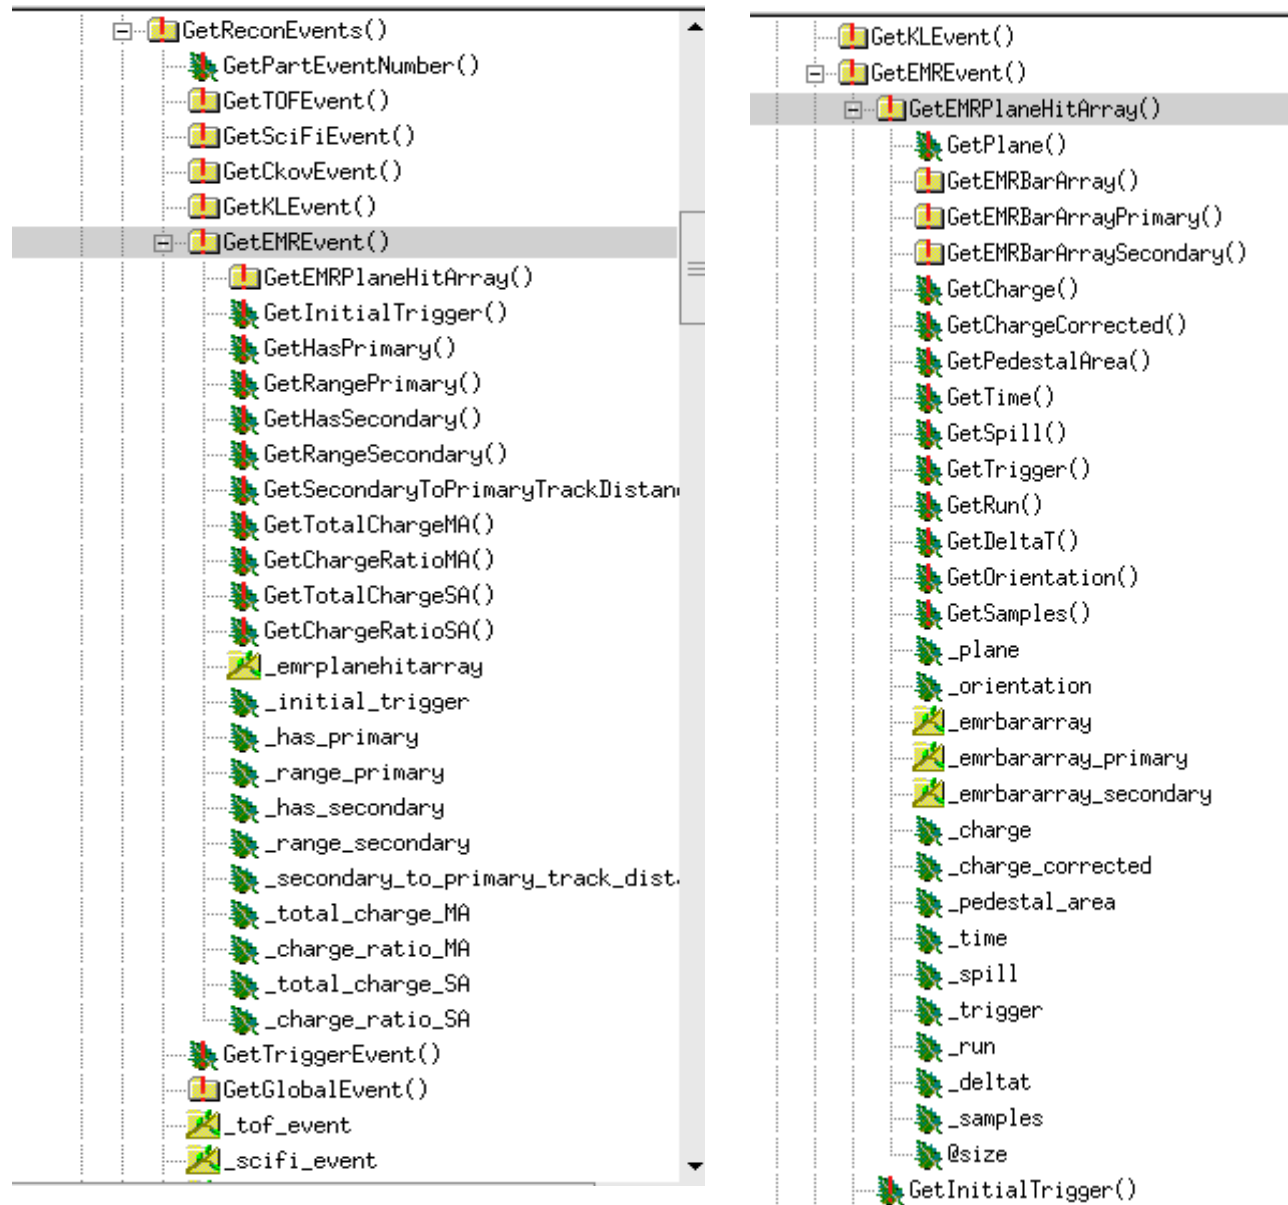 GetReconEvents()
GetPartEventNumber()
GetTOFEvent()
GetSciFiEvent()
GetCkovEvent()
GetKLEvent()
GetEMREvent()
GetEMRPlaneHitArray()
GetInitialTrigger()
GetHasPrimary()
GetRangePrimary()
GetHasSecondary()
GetRangeSecondary()
GetSecondaryToPrimaryTrackDistan
GetTotalChargeMA()
GetChargeRatioMA()
GetTotalChargeSA()
GetChargeRatioSA()
_emrplanehitarray
_initial_trigger
_has_primary
_range_primary
_has_secondary
_range_secondary
_secondary_to_primary_track_dist
_total_charge_MA
_charge_ratio_MA
_total_charge_SA
_charge_ratio_SA
GetTriggerEvent()
GetGlobalEvent()
_tof_event
_scifi_event
GetKLEvent()
GetEMREvent()
GetEMRPlaneHitArray()
GetPlane()
GetEMRBarArray()
GetEMRBarArrayPrimary()
GetEMRBarArraySecondary()
GetCharge()
GetChargeCorrected()
GetPedestalArea()
GetTime()
GetSpill()
GetTrigger()
GetRun()
GetDeltaT()
GetOrientation()
GetSamples()
_plane
_orientation
_emrbararray
_emrbararray_primary
_emrbararray_secondary
_charge
_charge_corrected
_pedestal_area
_time
_spill
_trigger
_run
_deltat
_samples
@size
GetInitialTrigger()